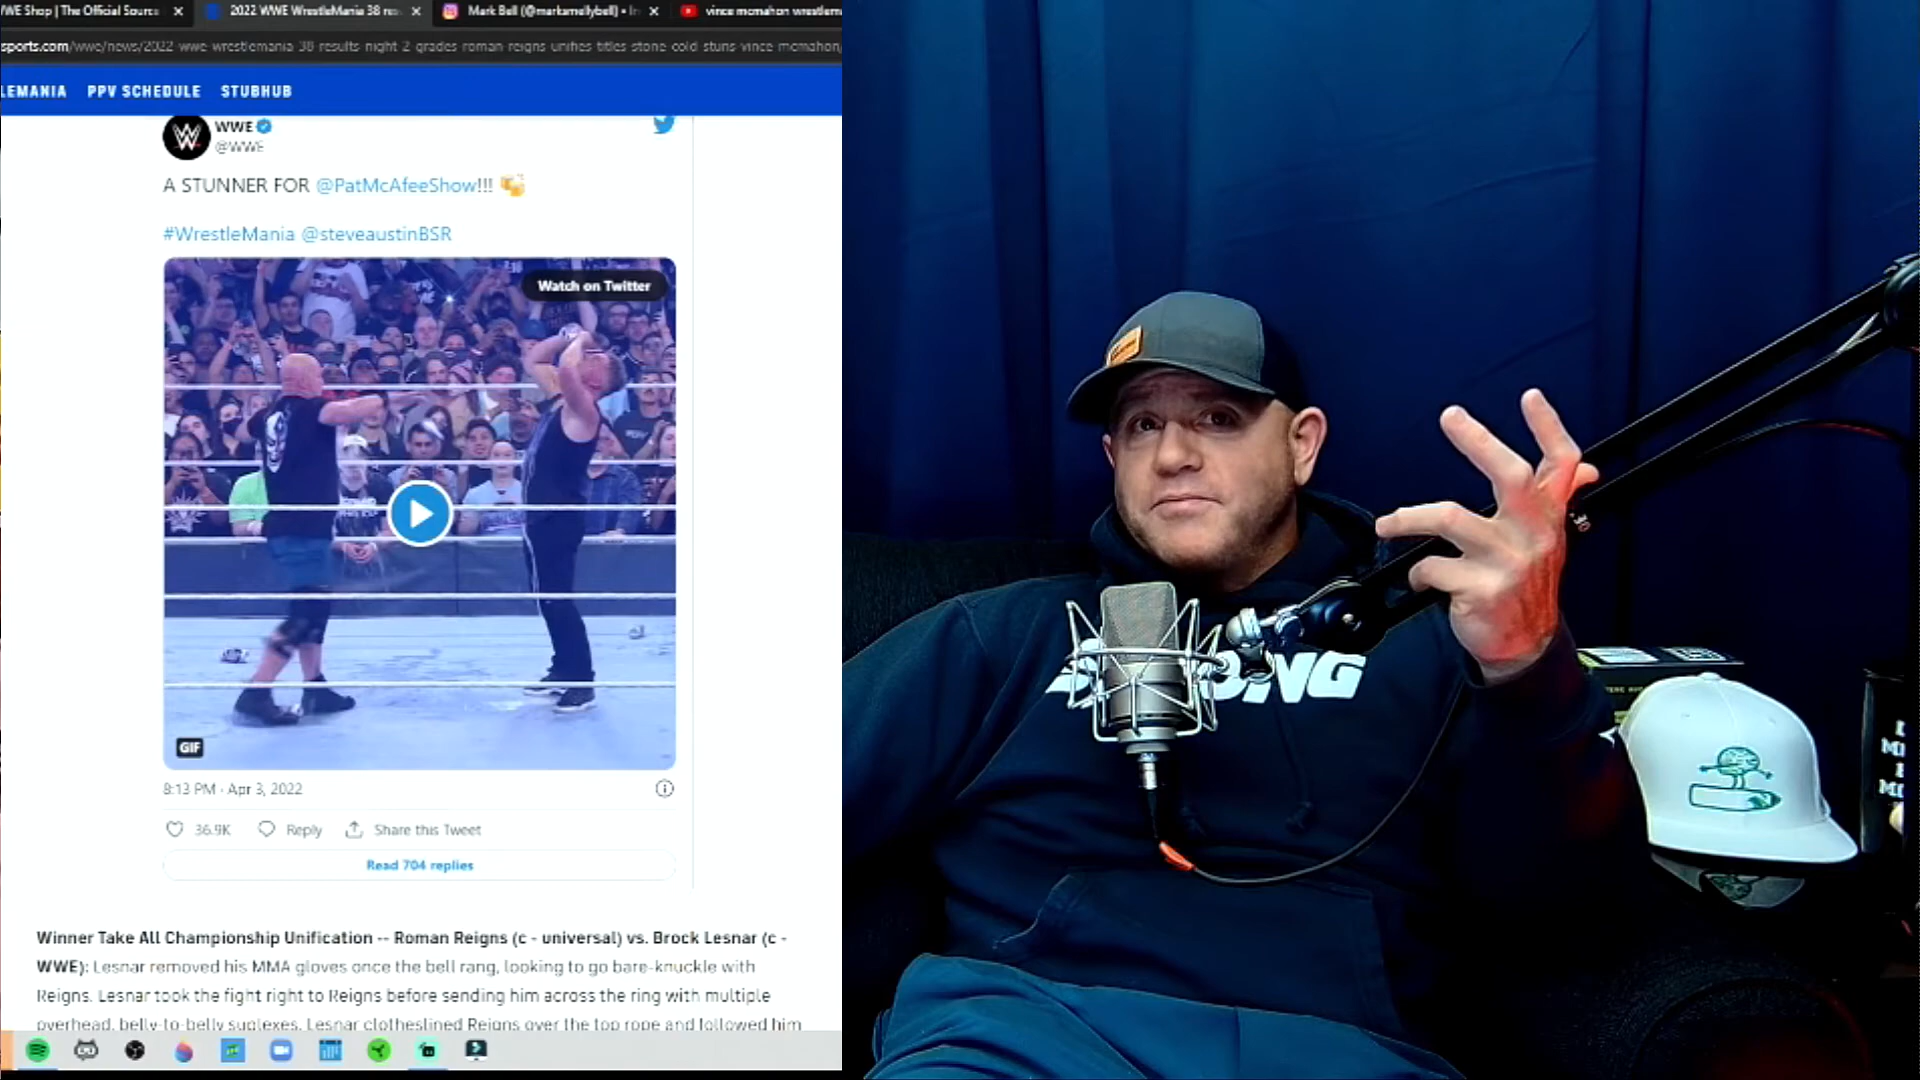 WWE Shop | The Official Source
2022 WWE WrestleMania 38 res
Mark Bell (@marksmellybell) • In
vince mcmahon wrestlem
sports.com/wwe/news/2022-wwe-wrestlemania-38-results-night-2-grades-roman-reigns-unifies-titles-stone-cold-stuns-vince-mcmahon/
LEMANIA PPV SCHEDULE STUBHUB
WWE
@WWE
A STUNNER FOR @PatMcAfeeShow!!! 🍻
#WrestleMania @steveaustinBSR
Watch on Twitter
GIF
8:13 PM · Apr 3, 2022
36.9K Reply Share this Tweet
Read 704 replies
Winner Take All Championship Unification -- Roman Reigns (c - universal) vs. Brock Lesnar (c -
WWE): Lesnar removed his MMA gloves once the bell rang, looking to go bare-knuckle with
Reigns. Lesnar took the fight right to Reigns before sending him across the ring with multiple
overhead, belly-to-belly suplexes. Lesnar clotheslined Reigns over the top rope and followed him